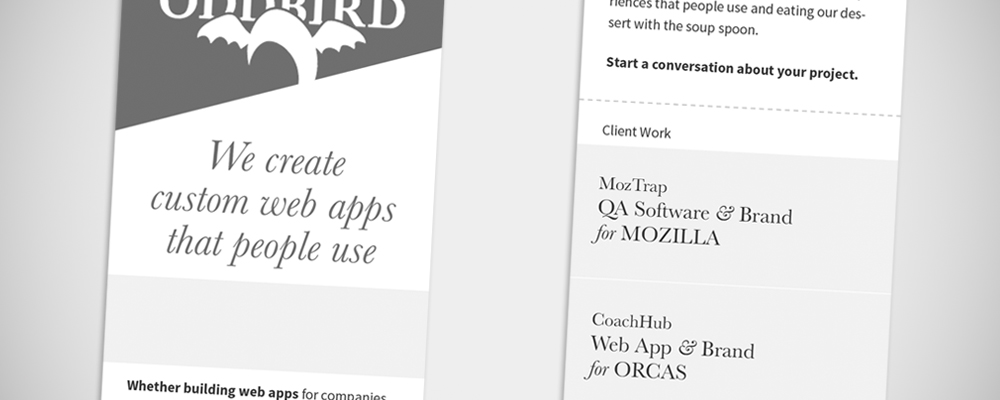 ODDBIRD
We create
custom web apps
that people use
Whether building web apps for companies
riences that people use and eating our des-
sert with the soup spoon.
Start a conversation about your project.
Client Work
MozTrap
QA Software & Brand
for MOZILLA
CoachHub
Web App & Brand
for ORCAS